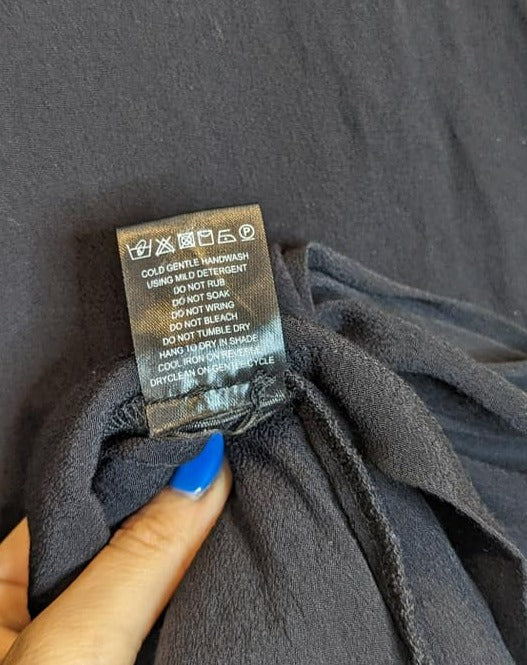 COLD GENTLE HANDWASH
USING MILD DETERGENT
DO NOT RUB
DO NOT SOAK
DO NOT WRING
DO NOT BLEACH
DO NOT TUMBLE DRY
HANG TO DRY IN SHADE
COOL IRON ON REVERSE
DRYCLEAN ON GENTLE CYCLE